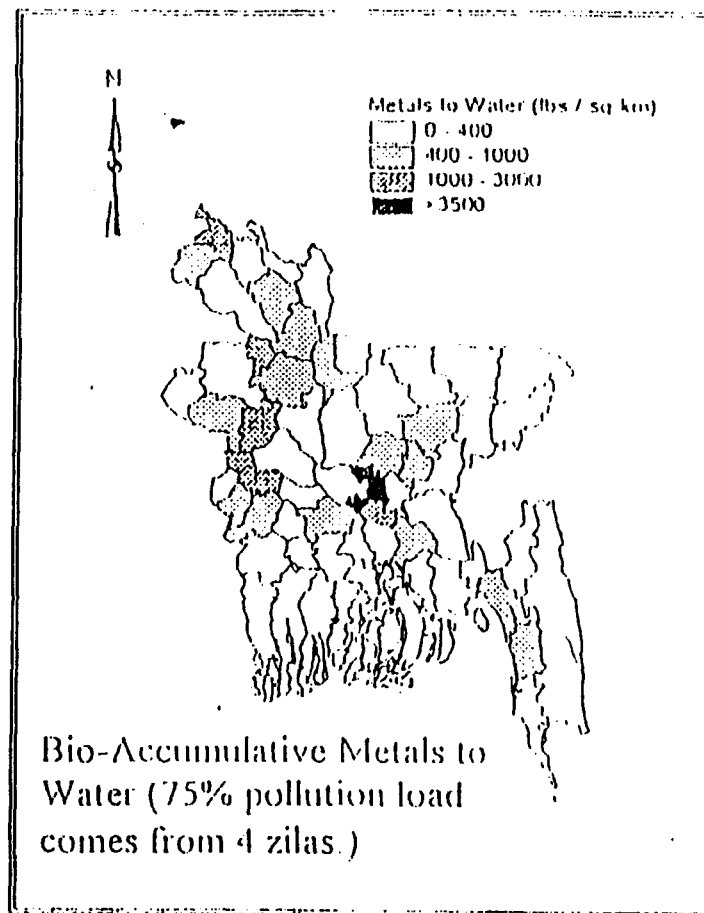 N
S
Metals to Water (lbs / sq km)
0 - 400
400 - 1000
1000 - 3000
> 3500
Bio-Accumulative Metals to
Water (75% pollution load
comes from 4 zilas.)